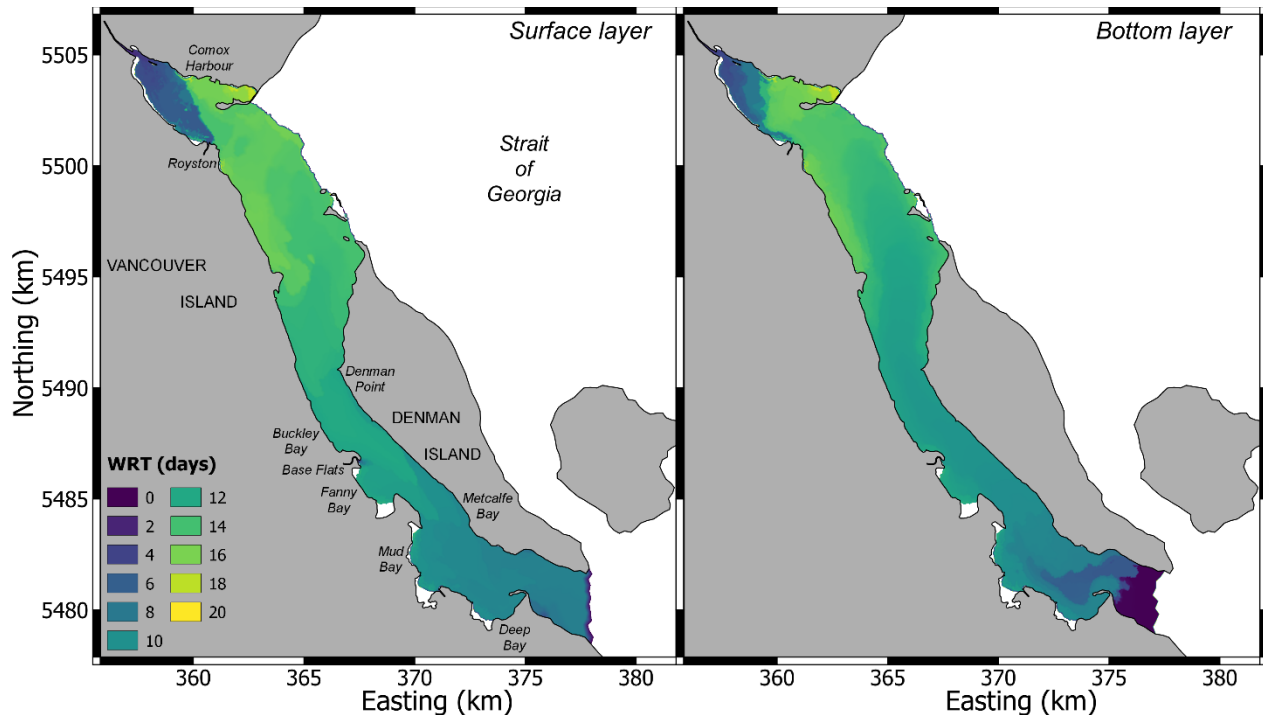 Surface layer
Bottom layer
Comox
Harbour
Strait
of
Georgia
Royston
VANCOUVER
ISLAND
Denman
Point
DENMAN
ISLAND
Buckley
Bay
Base Flats
Fanny
Bay
Metcalfe
Bay
Mud
Bay
Deep
Bay
WRT (days)
0 12
2 14
4 16
6 18
8 20
10
Northing (km)
5505
5500
5495
5490
5485
5480
360 365 370 375 380
360 365 370 375 380
Easting (km)
Easting (km)